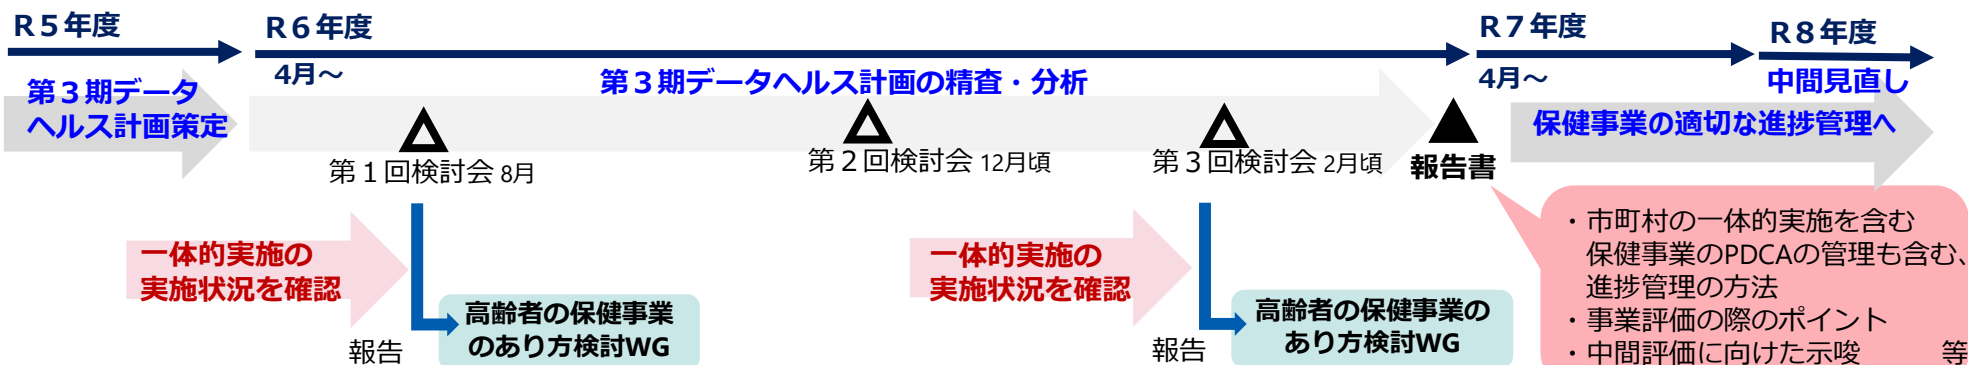 R５年度
R６年度
R７年度
R８年度
4月～
4月～
第３期データ
ヘルス計画策定
第３期データヘルス計画の精査・分析
中間見直し
保健事業の適切な進捗管理へ
第１回検討会 8月
第２回検討会 12月頃
第３回検討会 2月頃
報告書
一体的実施の
実施状況を確認
報告
高齢者の保健事業
のあり方検討WG
一体的実施の
実施状況を確認
報告
高齢者の保健事業の
あり方検討WG
・市町村の一体的実施を含む
保健事業のPDCAの管理も含む、
進捗管理の方法
・事業評価の際のポイント
・中間評価に向けた示唆　　　等